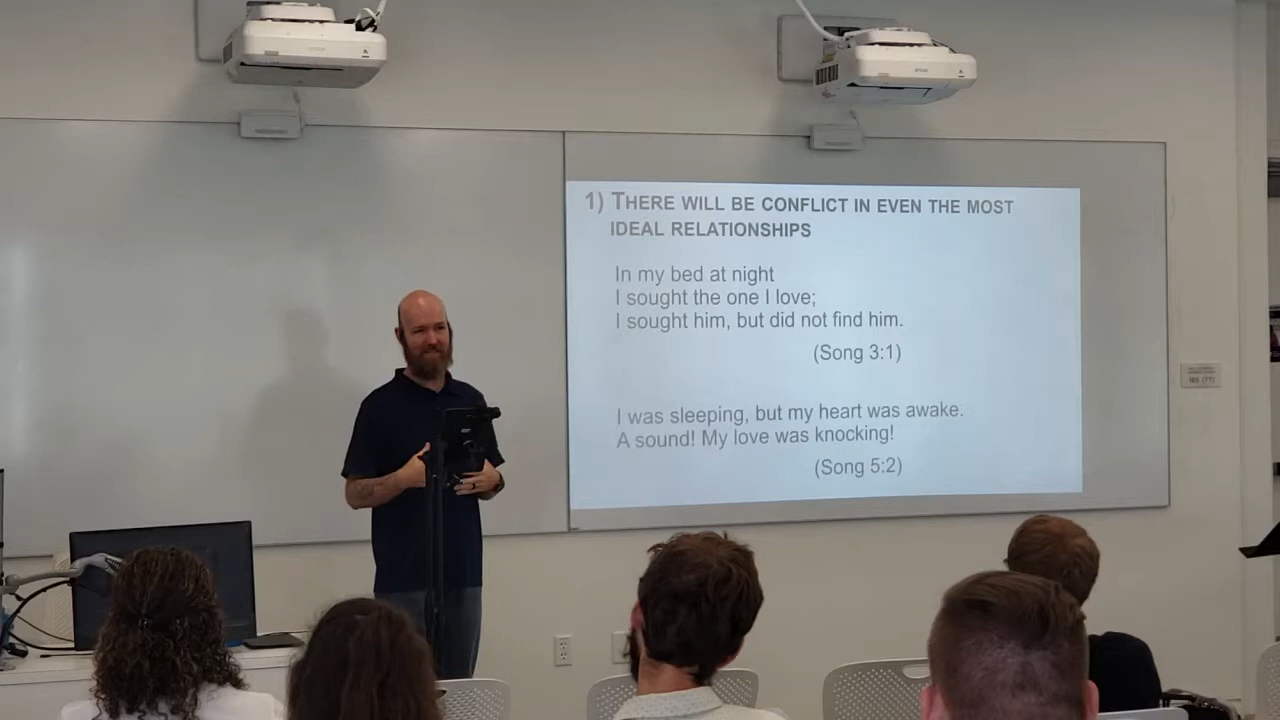 EPSON
1) THERE WILL BE CONFLICT IN EVEN THE MOST
IDEAL RELATIONSHIPS
In my bed at night
I sought the one I love;
I sought him, but did not find him.
(Song 3:1)
I was sleeping, but my heart was awake.
A sound! My love was knocking!
(Song 5:2)